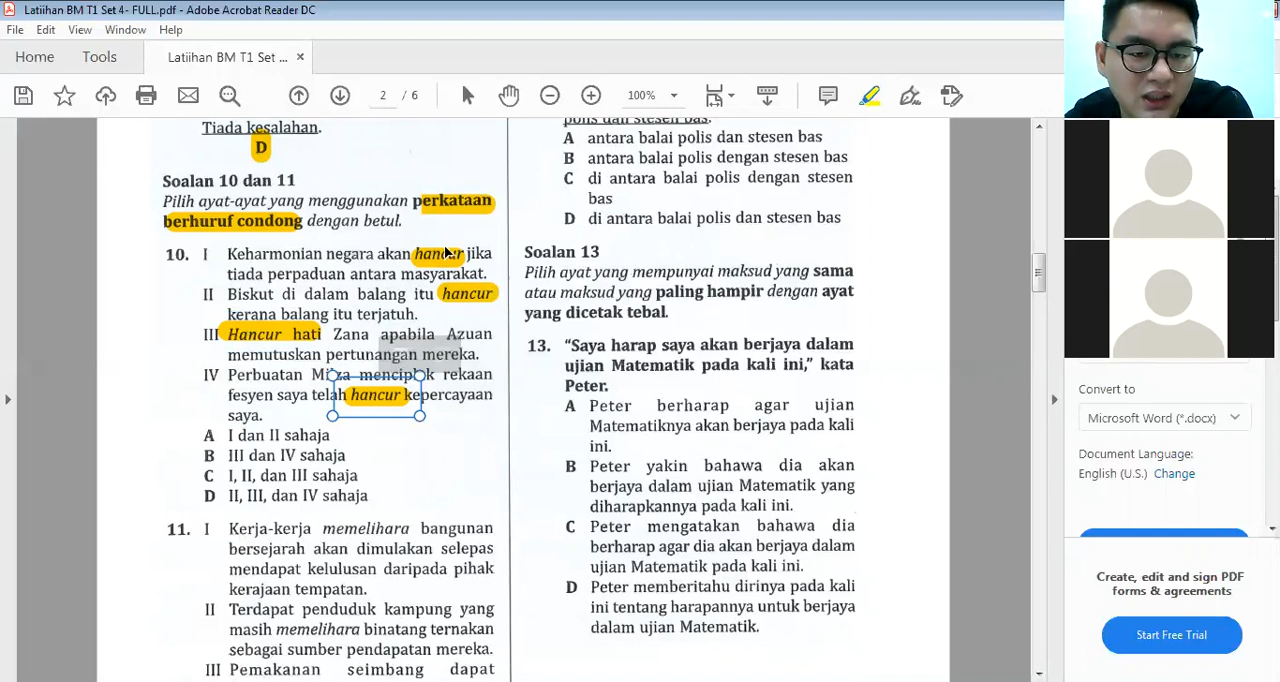 Latiihan BM T1 Set 4- FULL.pdf - Adobe Acrobat Reader DC
File Edit View Window Help
Home Tools Latiihan BM T1 Set ... ×
2 / 6 100%
Tiada kesalahan.
D
Soalan 10 dan 11
Pilih ayat-ayat yang menggunakan perkataan
berhuruf condong dengan betul.
10. I Keharmonian negara akan hancur jika
tiada perpaduan antara masyarakat.
II Biskut di dalam balang itu hancur
kerana balang itu terjatuh.
III Hancur hati Zana apabila Azuan
memutuskan pertunangan mereka.
IV Perbuatan Milza menciplok rekaan
fesyen saya telah hancur kepercayaan
saya.
A I dan II sahaja
B III dan IV sahaja
C I, II, dan III sahaja
D II, III, dan IV sahaja
11. I Kerja-kerja memelihara bangunan
bersejarah akan dimulakan selepas
mendapat kelulusan daripada pihak
kerajaan tempatan.
II Terdapat penduduk kampung yang
masih memelihara binatang ternakan
sebagai sumber pendapatan mereka.
III Pemakanan seimbang dapat
polis dan stesen bas.
A antara balai polis dan stesen bas
B antara balai polis dengan stesen bas
C di antara balai polis dengan stesen
bas
D di antara balai polis dan stesen bas
Soalan 13
Pilih ayat yang mempunyai maksud yang sama
atau maksud yang paling hampir dengan ayat
yang dicetak tebal.
13. “Saya harap saya akan berjaya dalam
ujian Matematik pada kali ini,” kata
Peter.
A Peter berharap agar ujian
Matematiknya akan berjaya pada kali
ini.
B Peter yakin bahawa dia akan
berjaya dalam ujian Matematik yang
diharapkannya pada kali ini.
C Peter mengatakan bahawa dia
berharap agar dia akan berjaya dalam
ujian Matematik pada kali ini.
D Peter memberitahu dirinya pada kali
ini tentang harapannya untuk berjaya
dalam ujian Matematik.
Convert to
Microsoft Word (*.docx)
Document Language:
English (U.S.) Change
Create, edit and sign PDF
forms & agreements
Start Free Trial